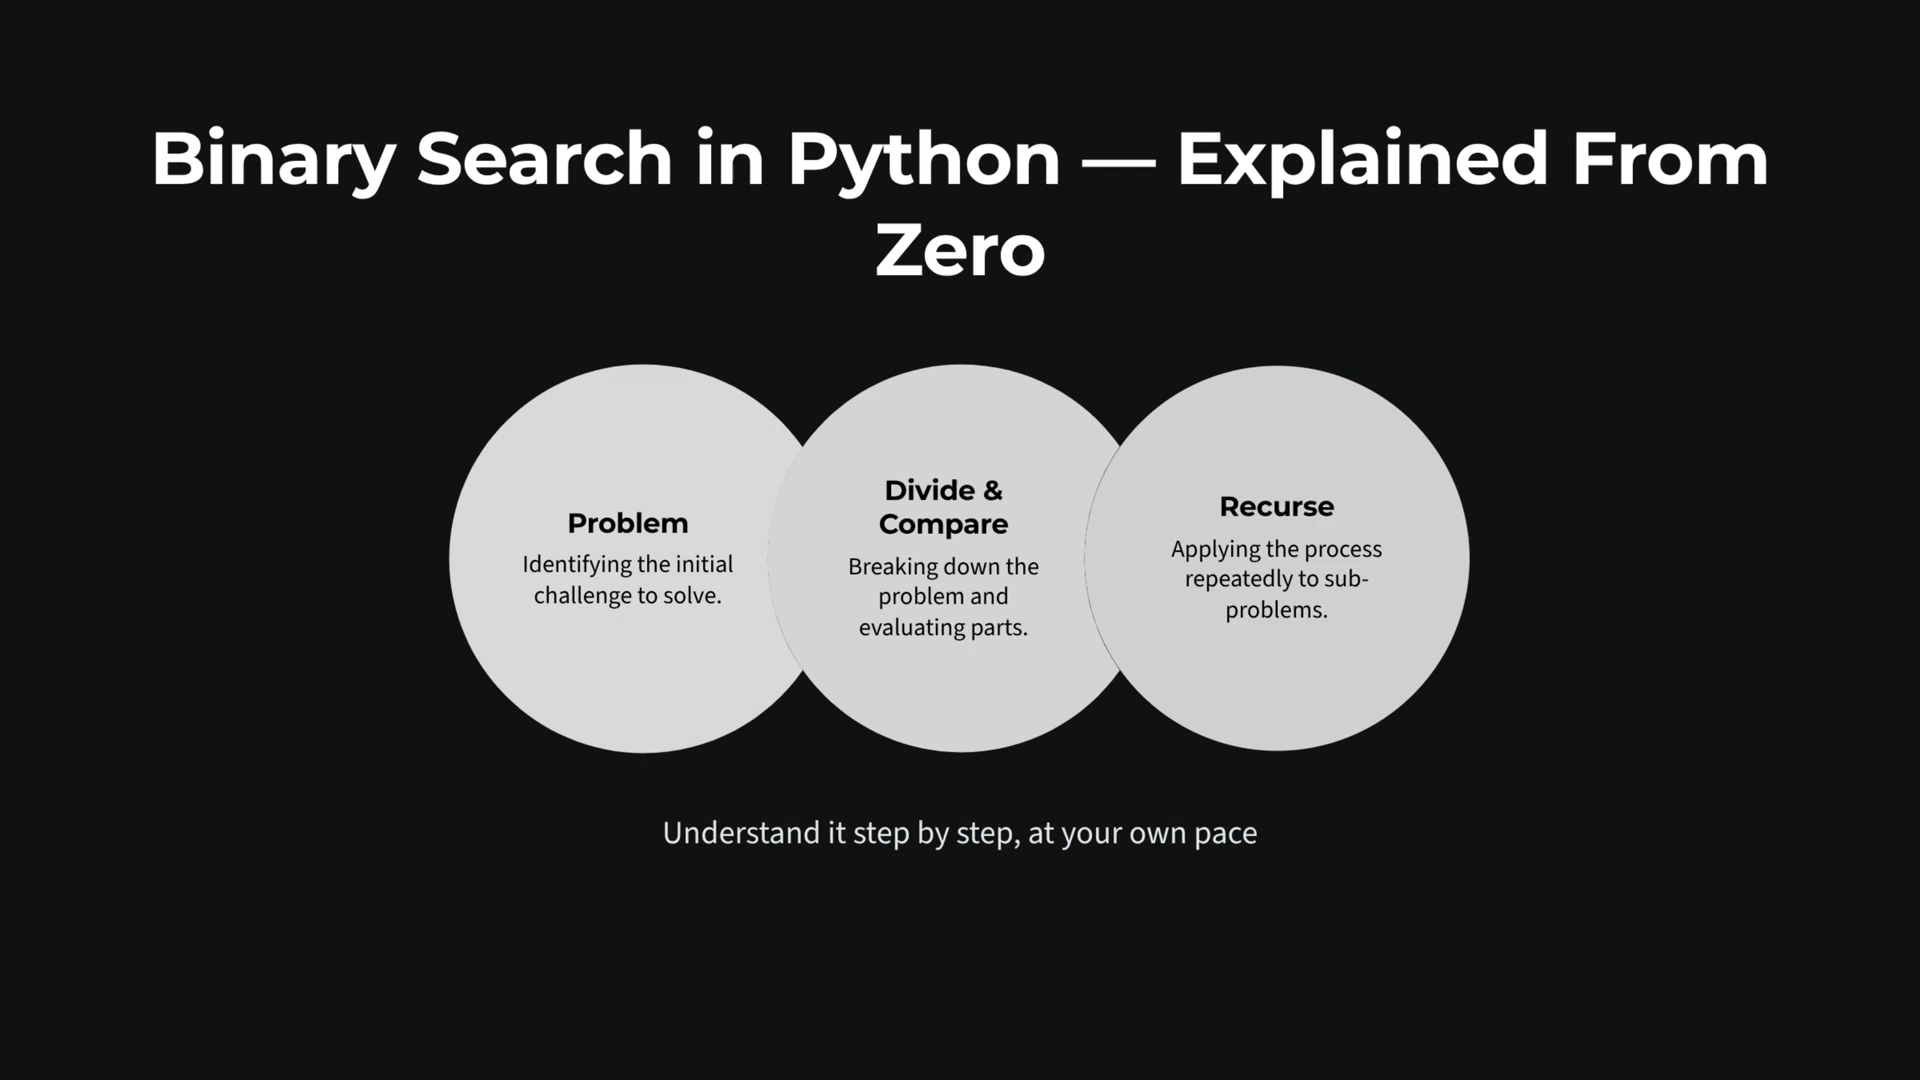 Binary Search in Python — Explained From
Zero
Problem
Identifying the initial
challenge to solve.
Divide &
Compare
Breaking down the
problem and
evaluating parts.
Recurse
Applying the process
repeatedly to sub-
problems.
Understand it step by step, at your own pace